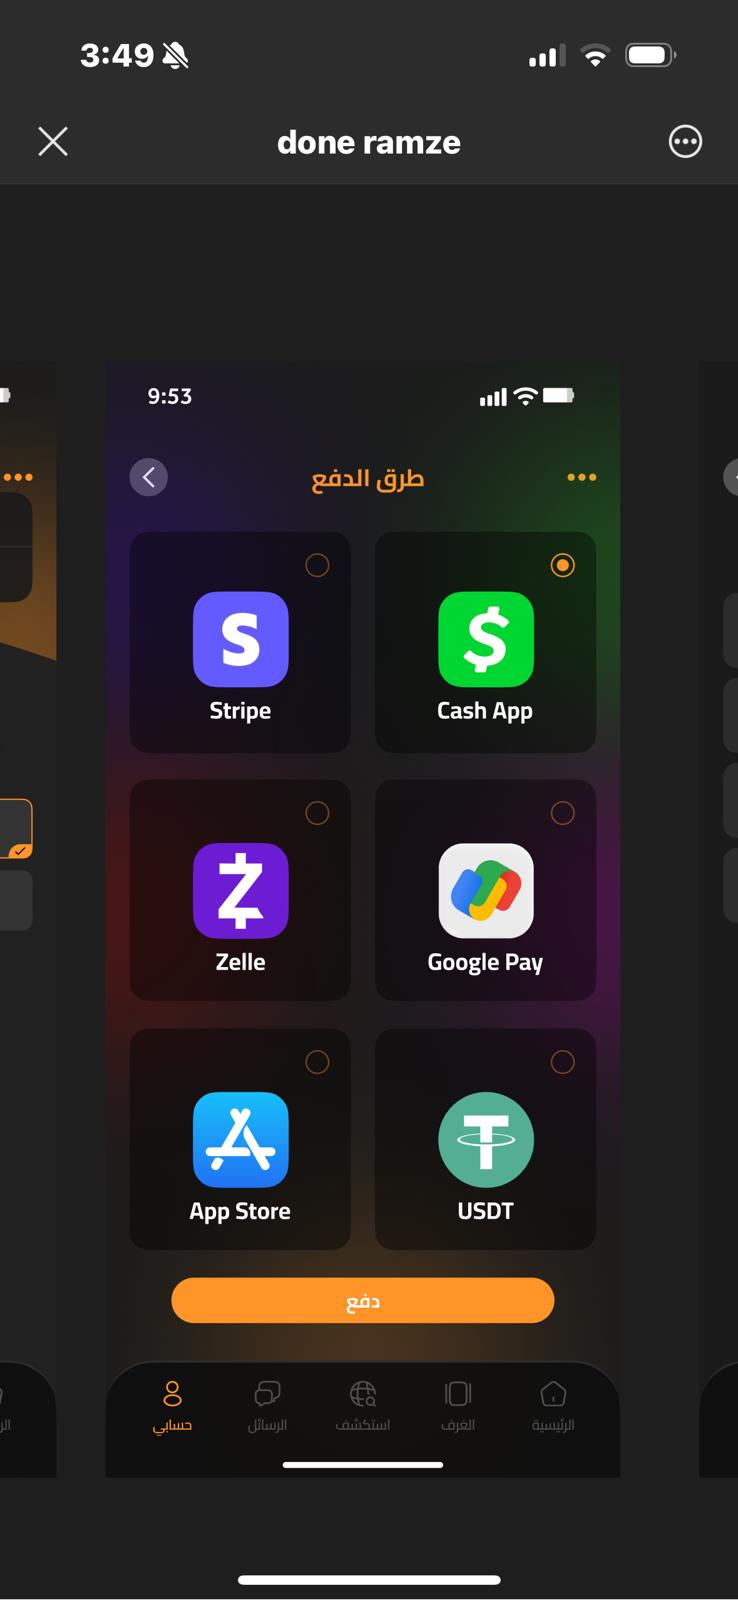 3:49
done ramze
9:53
طرق الدفع
Stripe
Cash App
Zelle
Google Pay
App Store
USDT
دفع
الرئيسية
الغرف
استكشف
الرسائل
حسابي